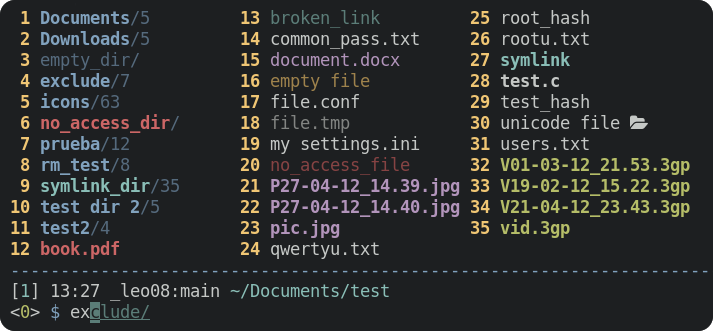 1 Documents/5 13 broken_link 25 root_hash
2 Downloads/5 14 common_pass.txt 26 rootu.txt
3 empty_dir/ 15 document.docx 27 symlink
4 exclude/7 16 empty file 28 test.c
5 icons/63 17 file.conf 29 test_hash
6 no_access_dir/ 18 file.tmp 30 unicode file
7 prueba/12 19 my settings.ini 31 users.txt
8 rm_test/8 20 no_access_file 32 V01-03-12_21.53.3gp
9 symlink_dir/35 21 P27-04-12_14.39.jpg 33 V19-02-12_15.22.3gp
10 test dir 2/5 22 P27-04-12_14.40.jpg 34 V21-04-12_23.43.3gp
11 test2/4 23 pic.jpg 35 vid.3gp
12 book.pdf 24 qwertyu.txt
----------------------------------------------------------------------
[1] 13:27 _leo08:main ~/Documents/test
<0> $ exclude/